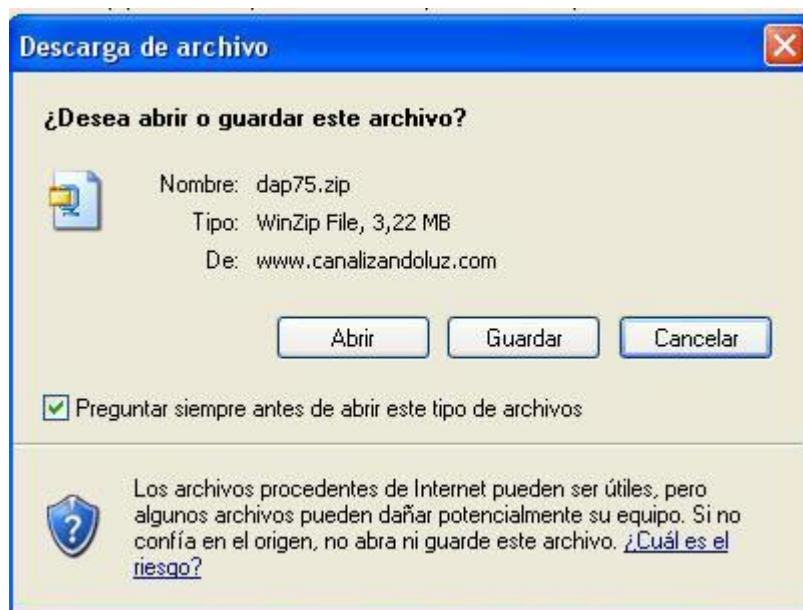 Descarga de archivo
¿Desea abrir o guardar este archivo?
Nombre: dap75.zip
Tipo: WinZip File, 3,22 MB
De: www.canalizandoluz.com
Abrir Guardar Cancelar
Preguntar siempre antes de abrir este tipo de archivos
Los archivos procedentes de Internet pueden ser útiles, pero
algunos archivos pueden dañar potencialmente su equipo. Si no
confía en el origen, no abra ni guarde este archivo. ¿Cuál es el
riesgo?